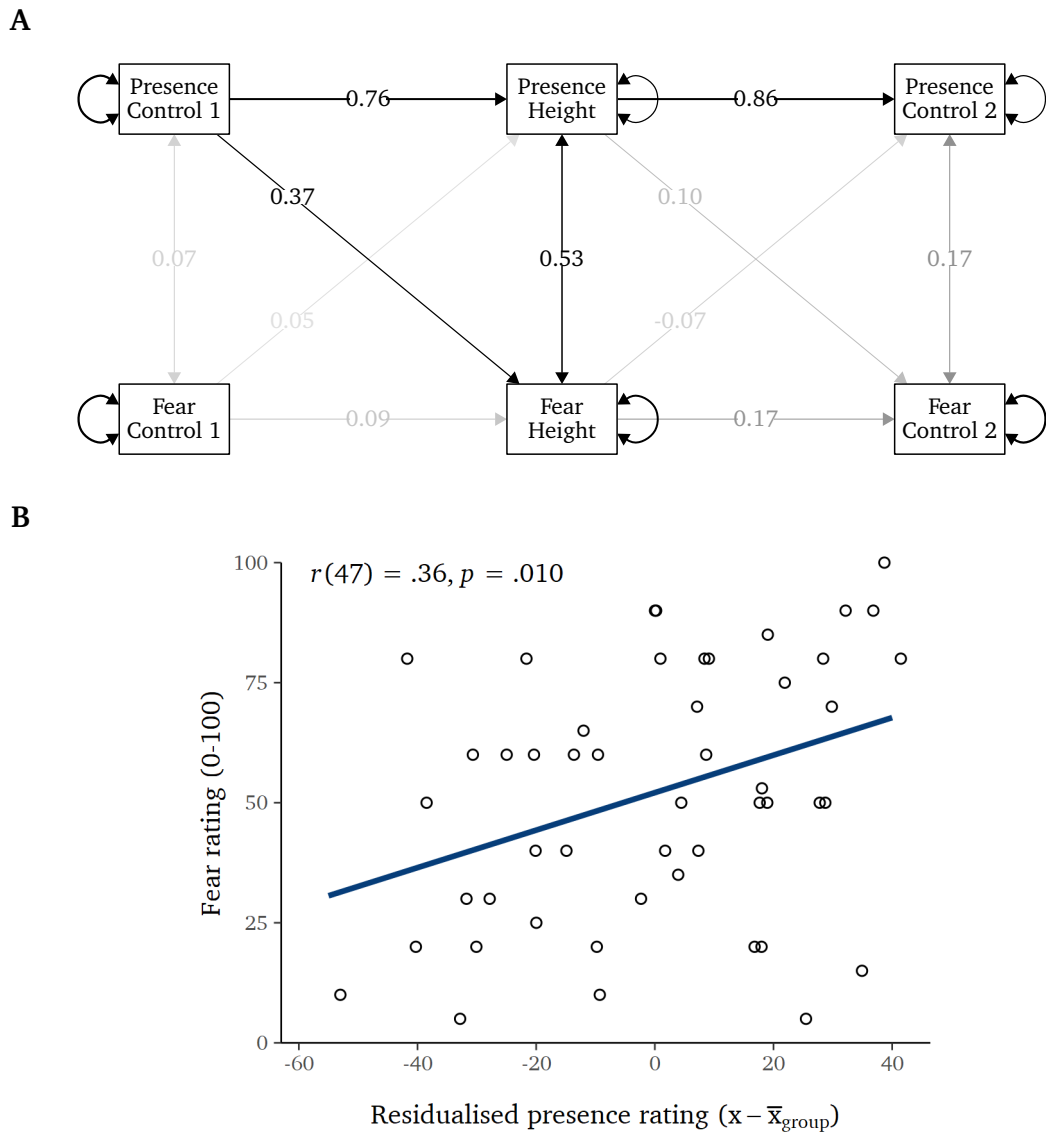 A
Presence
Control 1
0.76
Presence
Height
0.86
Presence
Control 2
0.37
0.10
0.07
0.53
0.17
0.05
-0.07
Fear
Control 1
0.09
Fear
Height
0.17
Fear
Control 2
B
r(47) = .36, p = .010
100
75
50
25
0
Fear rating (0-100)
-60 -40 -20 0 20 40
Residualised presence rating (x – x̅group)